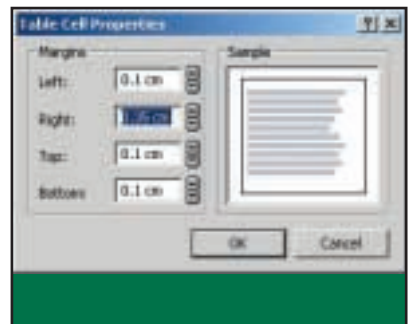 Table Cell Properties
Margins
Sample
Left:
0.1 cm
Right:
Top:
0.1 cm
Bottom:
0.1 cm
OK
Cancel